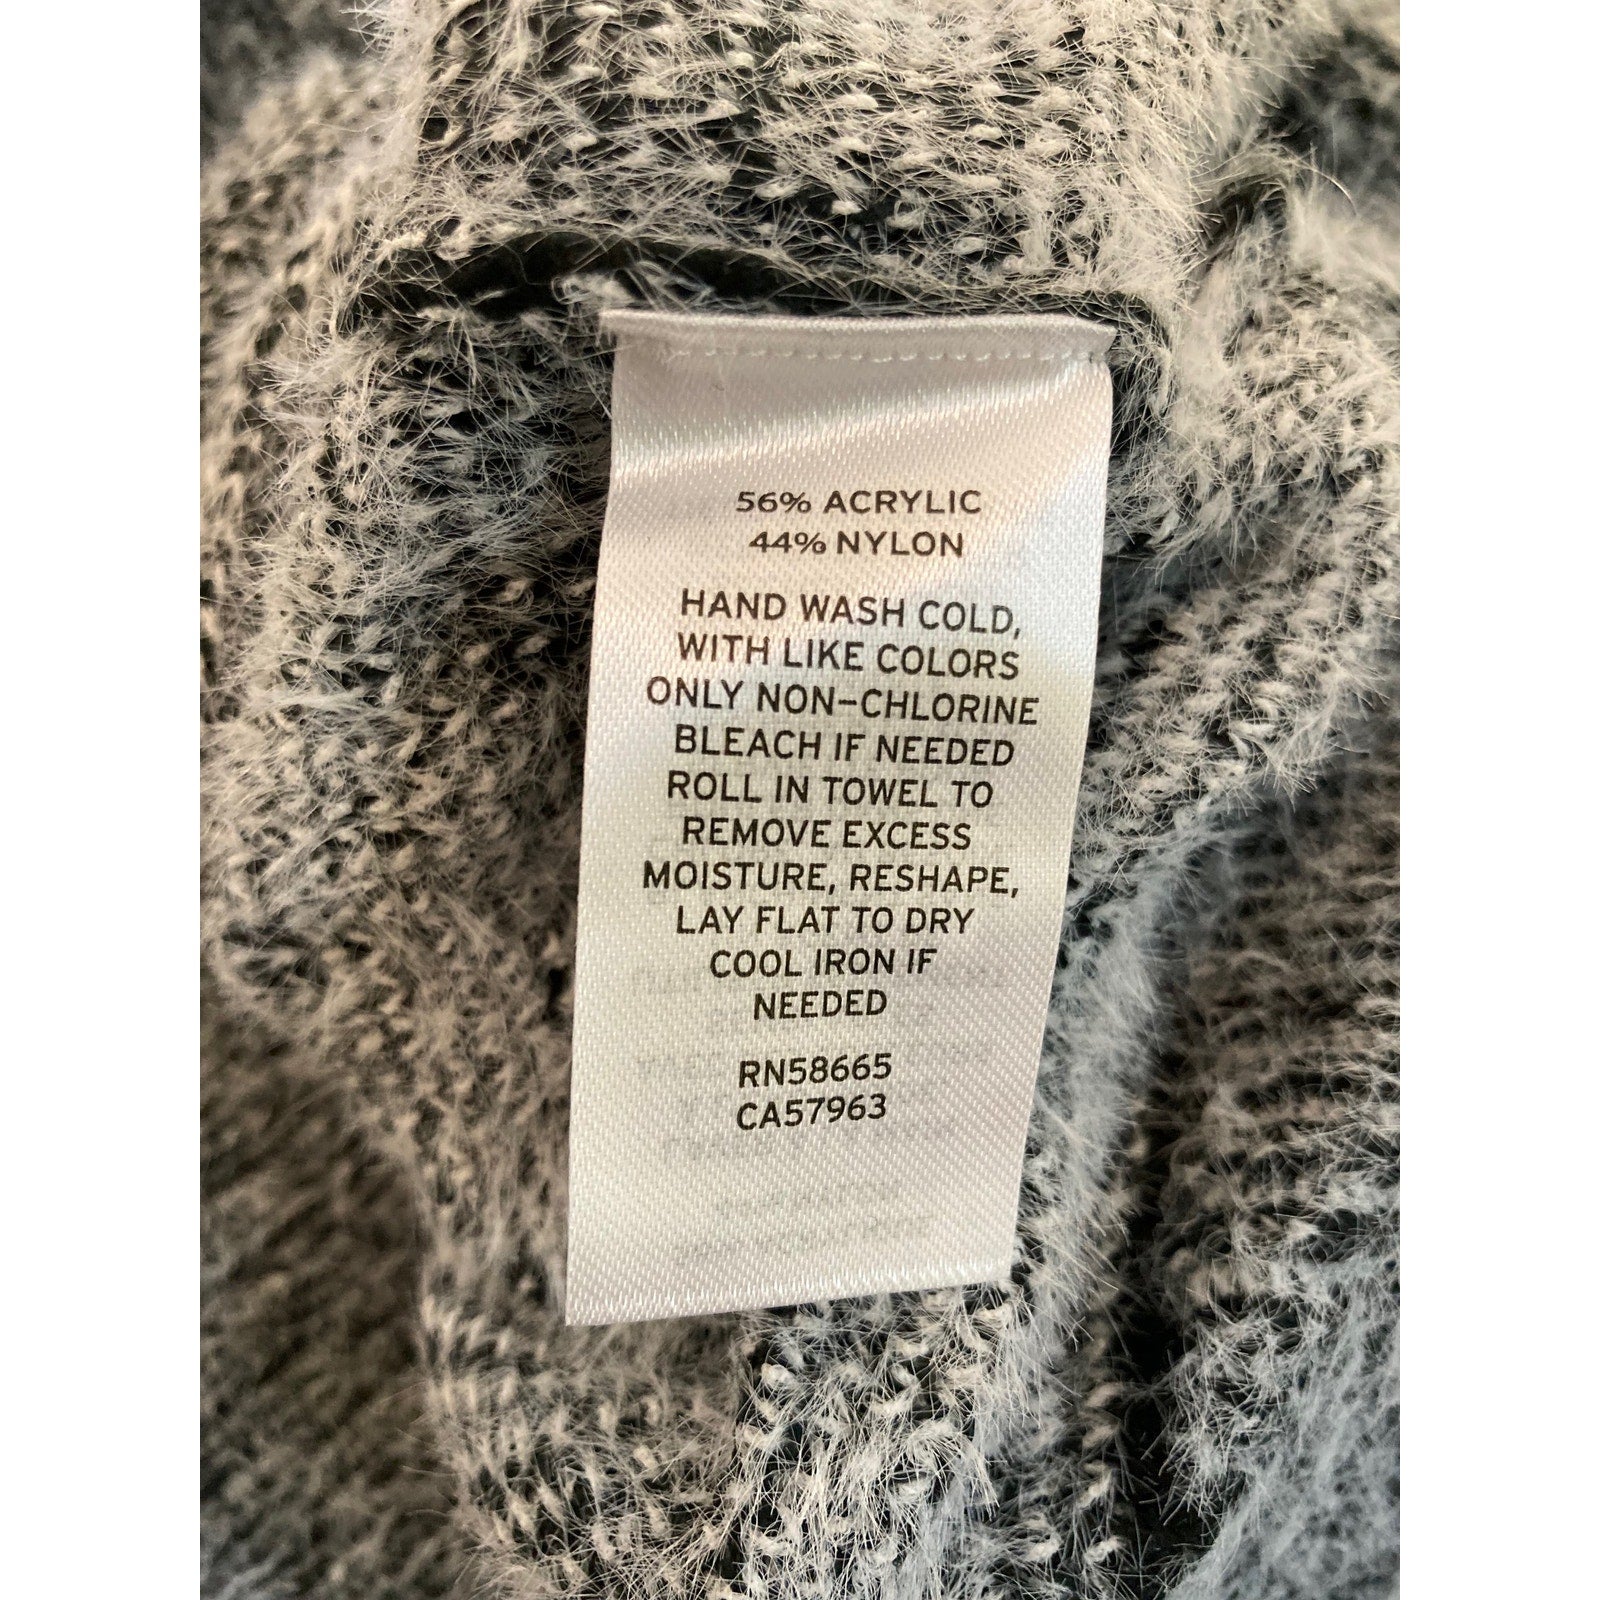 56% ACRYLIC
44% NYLON
HAND WASH COLD,
WITH LIKE COLORS
ONLY NON-CHLORINE
BLEACH IF NEEDED
ROLL IN TOWEL TO
REMOVE EXCESS
MOISTURE, RESHAPE,
LAY FLAT TO DRY
COOL IRON IF
NEEDED
RN58665
CA57963